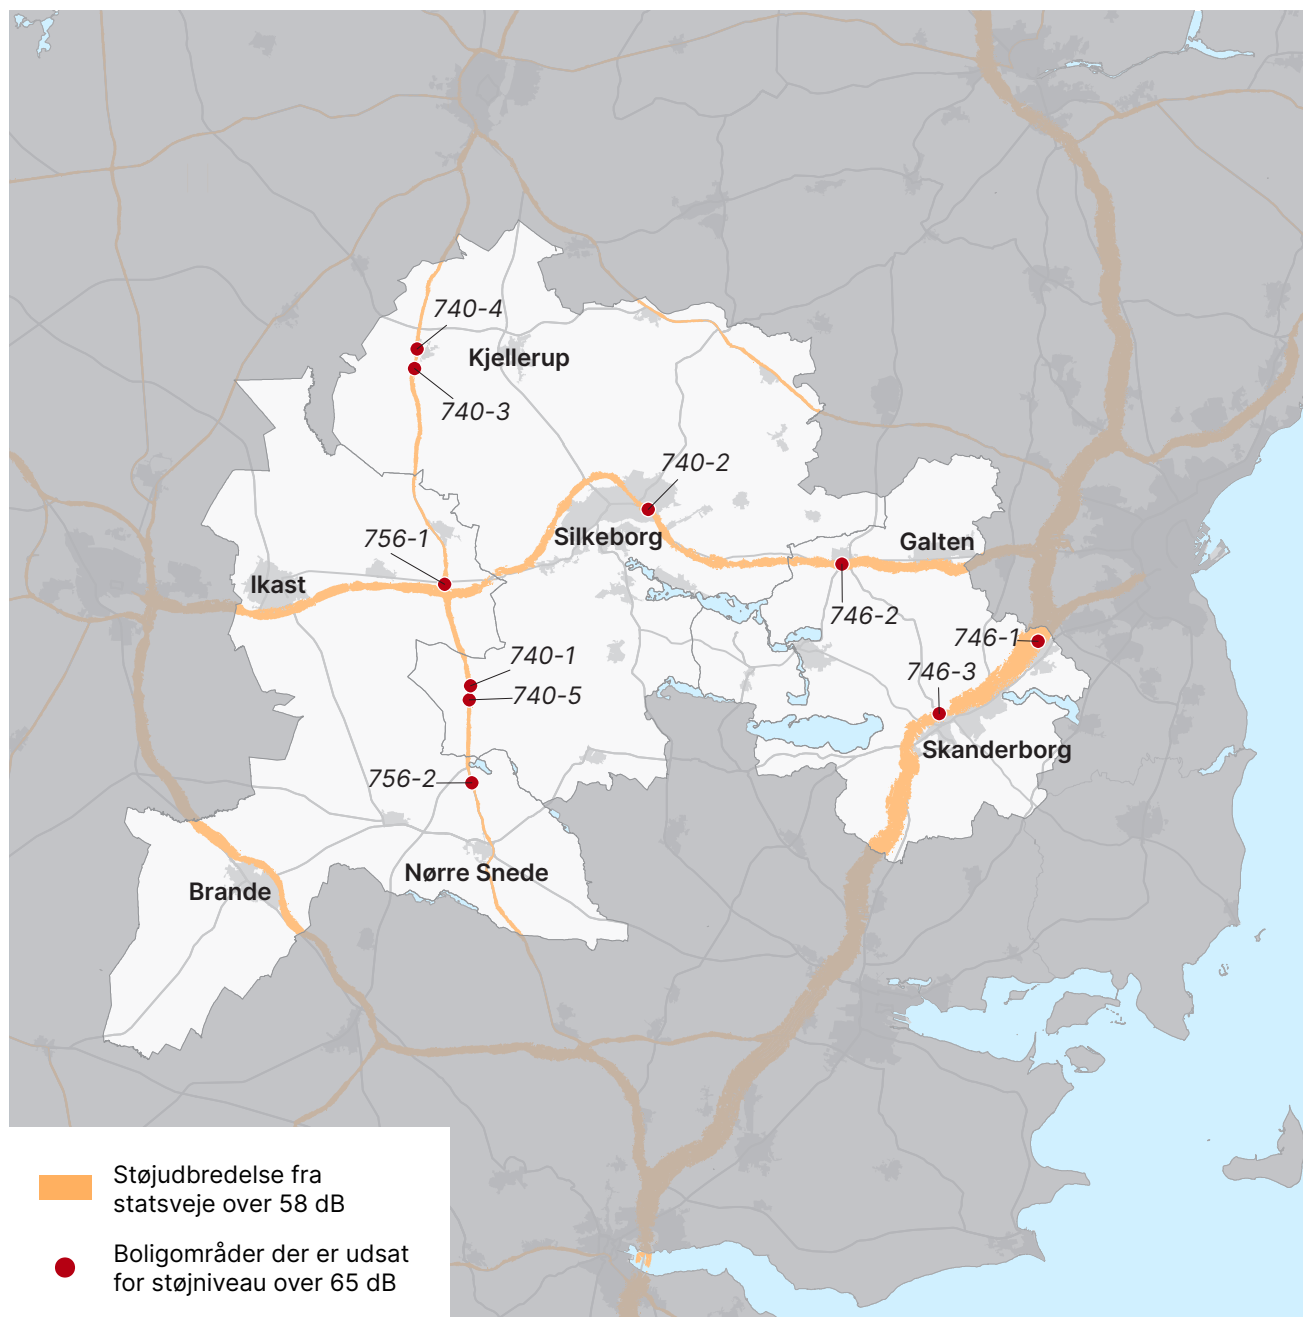 740-4
Kjellerup
740-3
740-2
756-1
Silkeborg
Galten
Ikast
746-2
746-1
740-1
746-3
740-5
Skanderborg
756-2
Nørre Snede
Brande
Støjudbredelse fra
statsveje over 58 dB
Boligområder der er udsat
for støjniveau over 65 dB